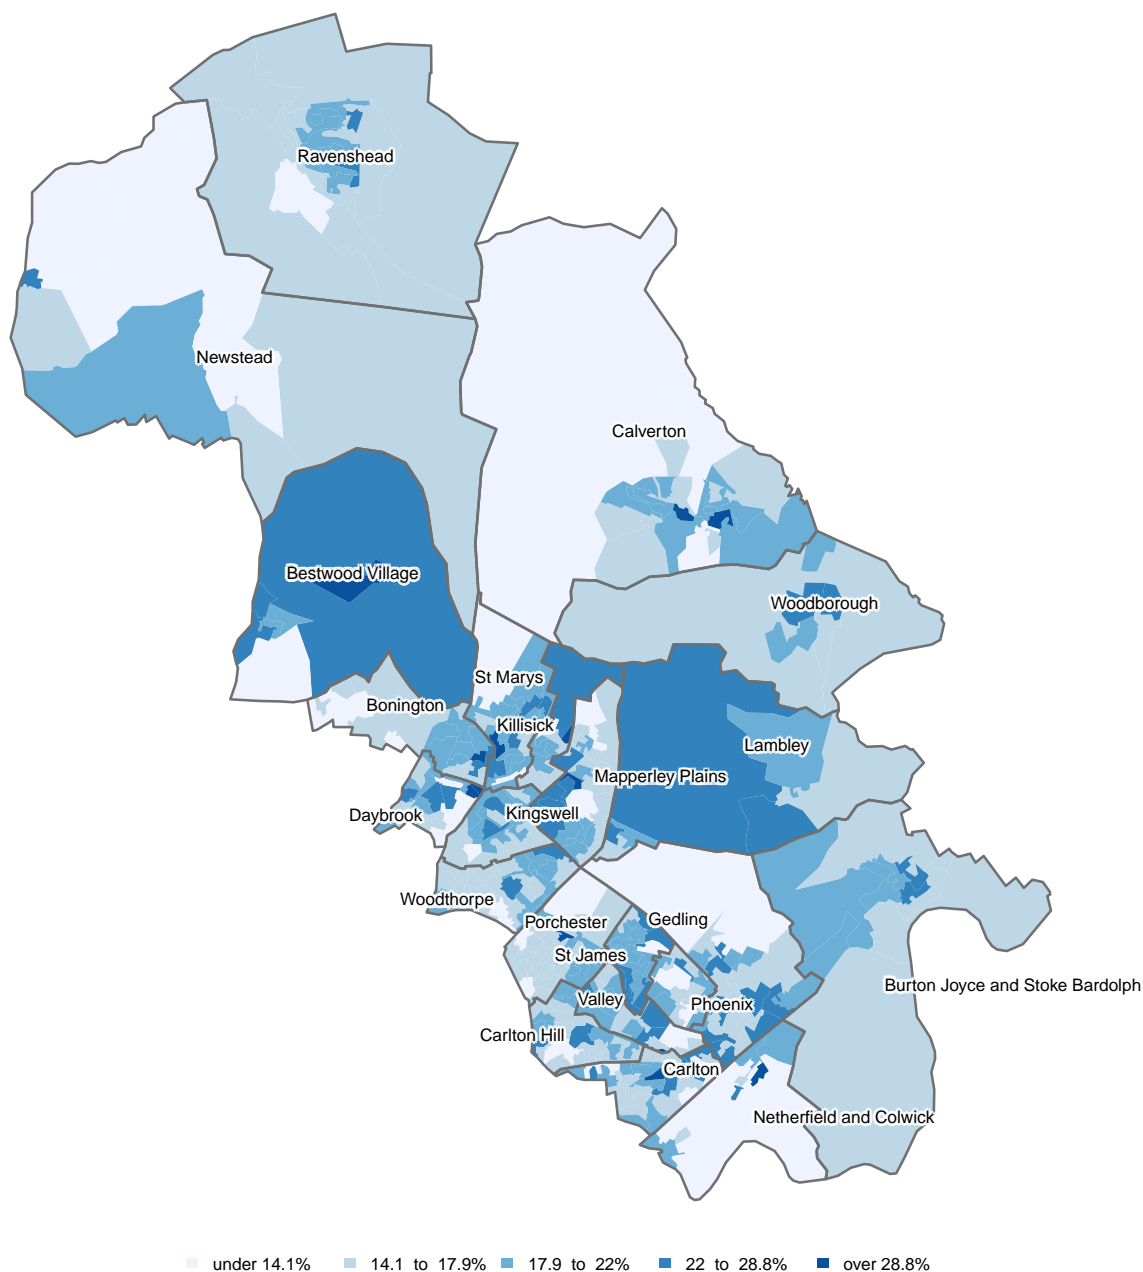 Ravenshead
Newstead
Calverton
Bestwood Village
Woodborough
St Marys
Bonington
Killisick
Lambley
Mapperley Plains
Daybrook
Kingswell
Woodthorpe
Porchester
Gedling
St James
Burton Joyce and Stoke Bardolph
Valley
Phoenix
Carlton Hill
Carlton
Netherfield and Colwick
under 14.1%
14.1 to 17.9%
17.9 to 22%
22 to 28.8%
over 28.8%